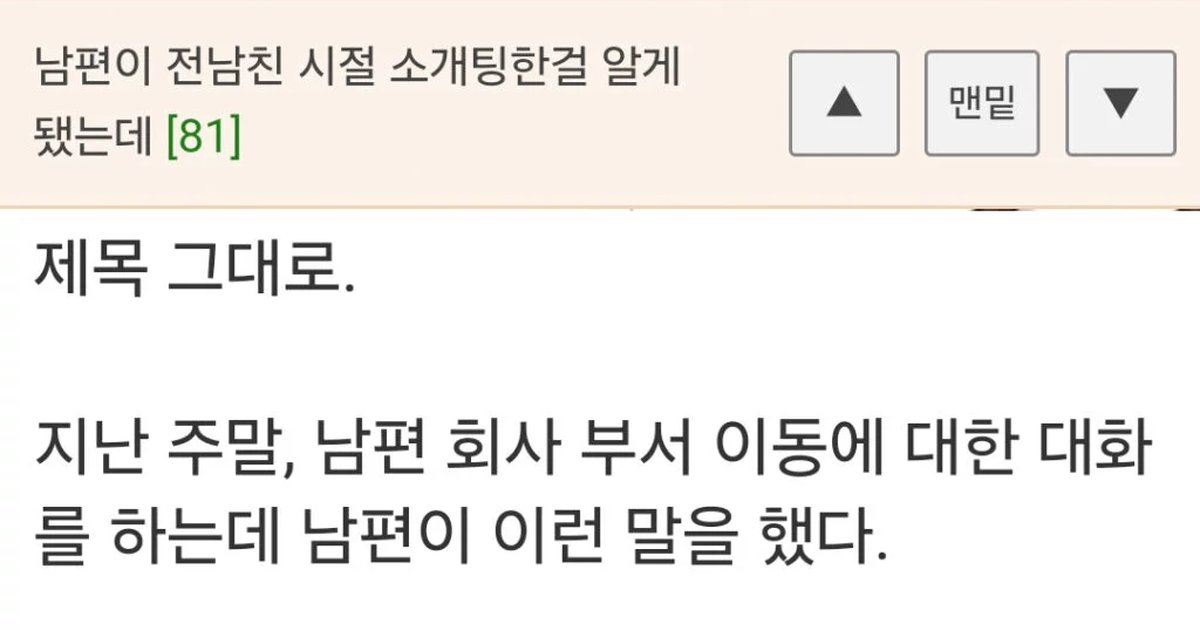 남편이 전남친 시절 소개팅한걸 알게
됐는데 [81]
▲ 맨밑 ▼
제목 그대로.
지난 주말, 남편 회사 부서 이동에 대한 대화
를 하는데 남편이 이런 말을 했다.